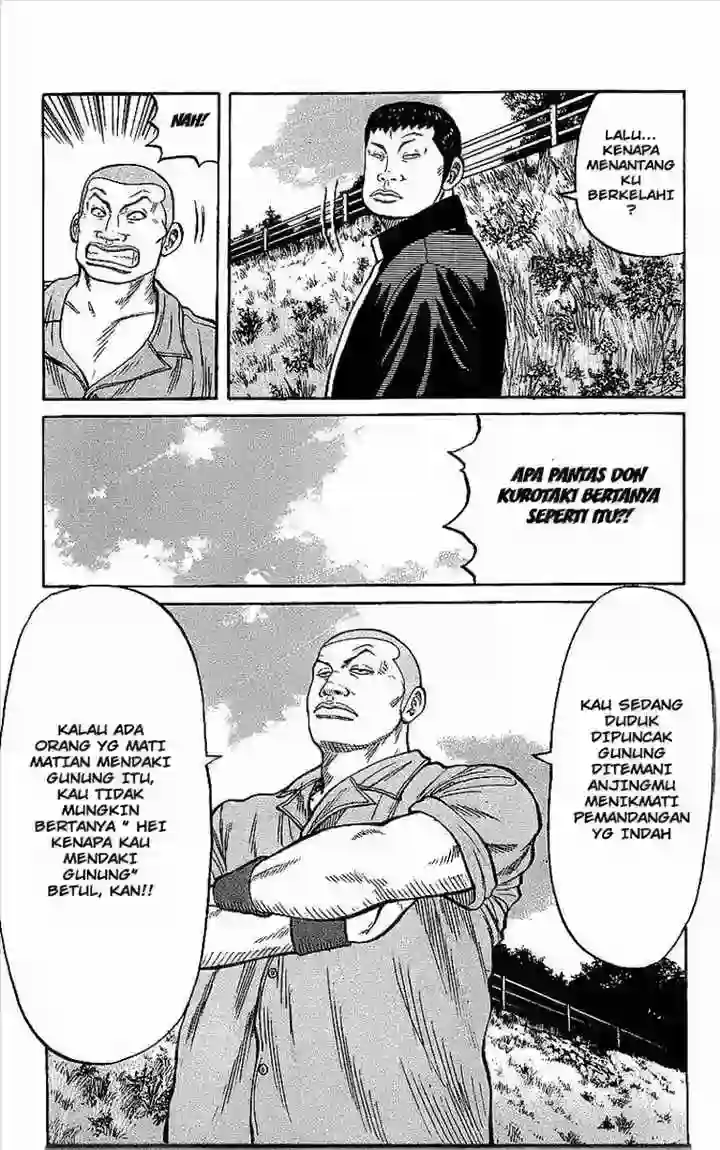 LALU...
KENAPA
MENANTANG
KU
BERKELAHI
?
NAH!
APA PANTAS DON
KUROTAKI BERTANYA
SEPERTI ITU?!
KAU SEDANG
DUDUK
DIPUNCAK
GUNUNG
DITEMANI
ANJINGMU
MENIKMATI
PEMANDANGAN
YG INDAH
KALAU ADA
ORANG YG MATI
MATIAN MENDAKI
GUNUNG ITU,
KAU TIDAK
MUNGKIN
BERTANYA " HEI
KENAPA KAU
MENDAKI
GUNUNG"
BETUL, KAN!!